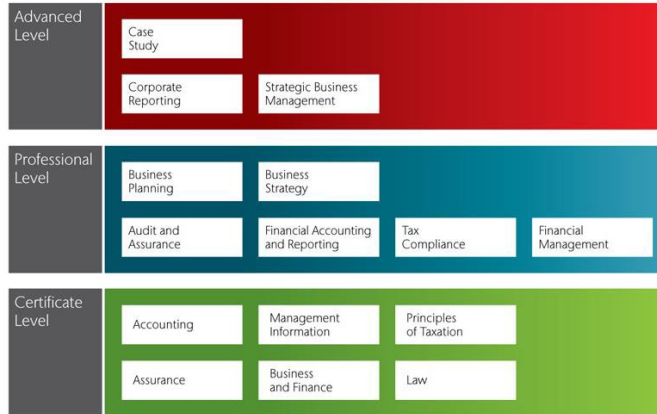 Advanced
Level
Case
Study
Corporate
Reporting
Strategic Business
Management
Professional
Level
Business
Planning
Business
Strategy
Audit and
Assurance
Financial Accounting
and Reporting
Tax
Compliance
Financial
Management
Certificate
Level
Accounting
Management
Information
Principles
of Taxation
Assurance
Business
and Finance
Law